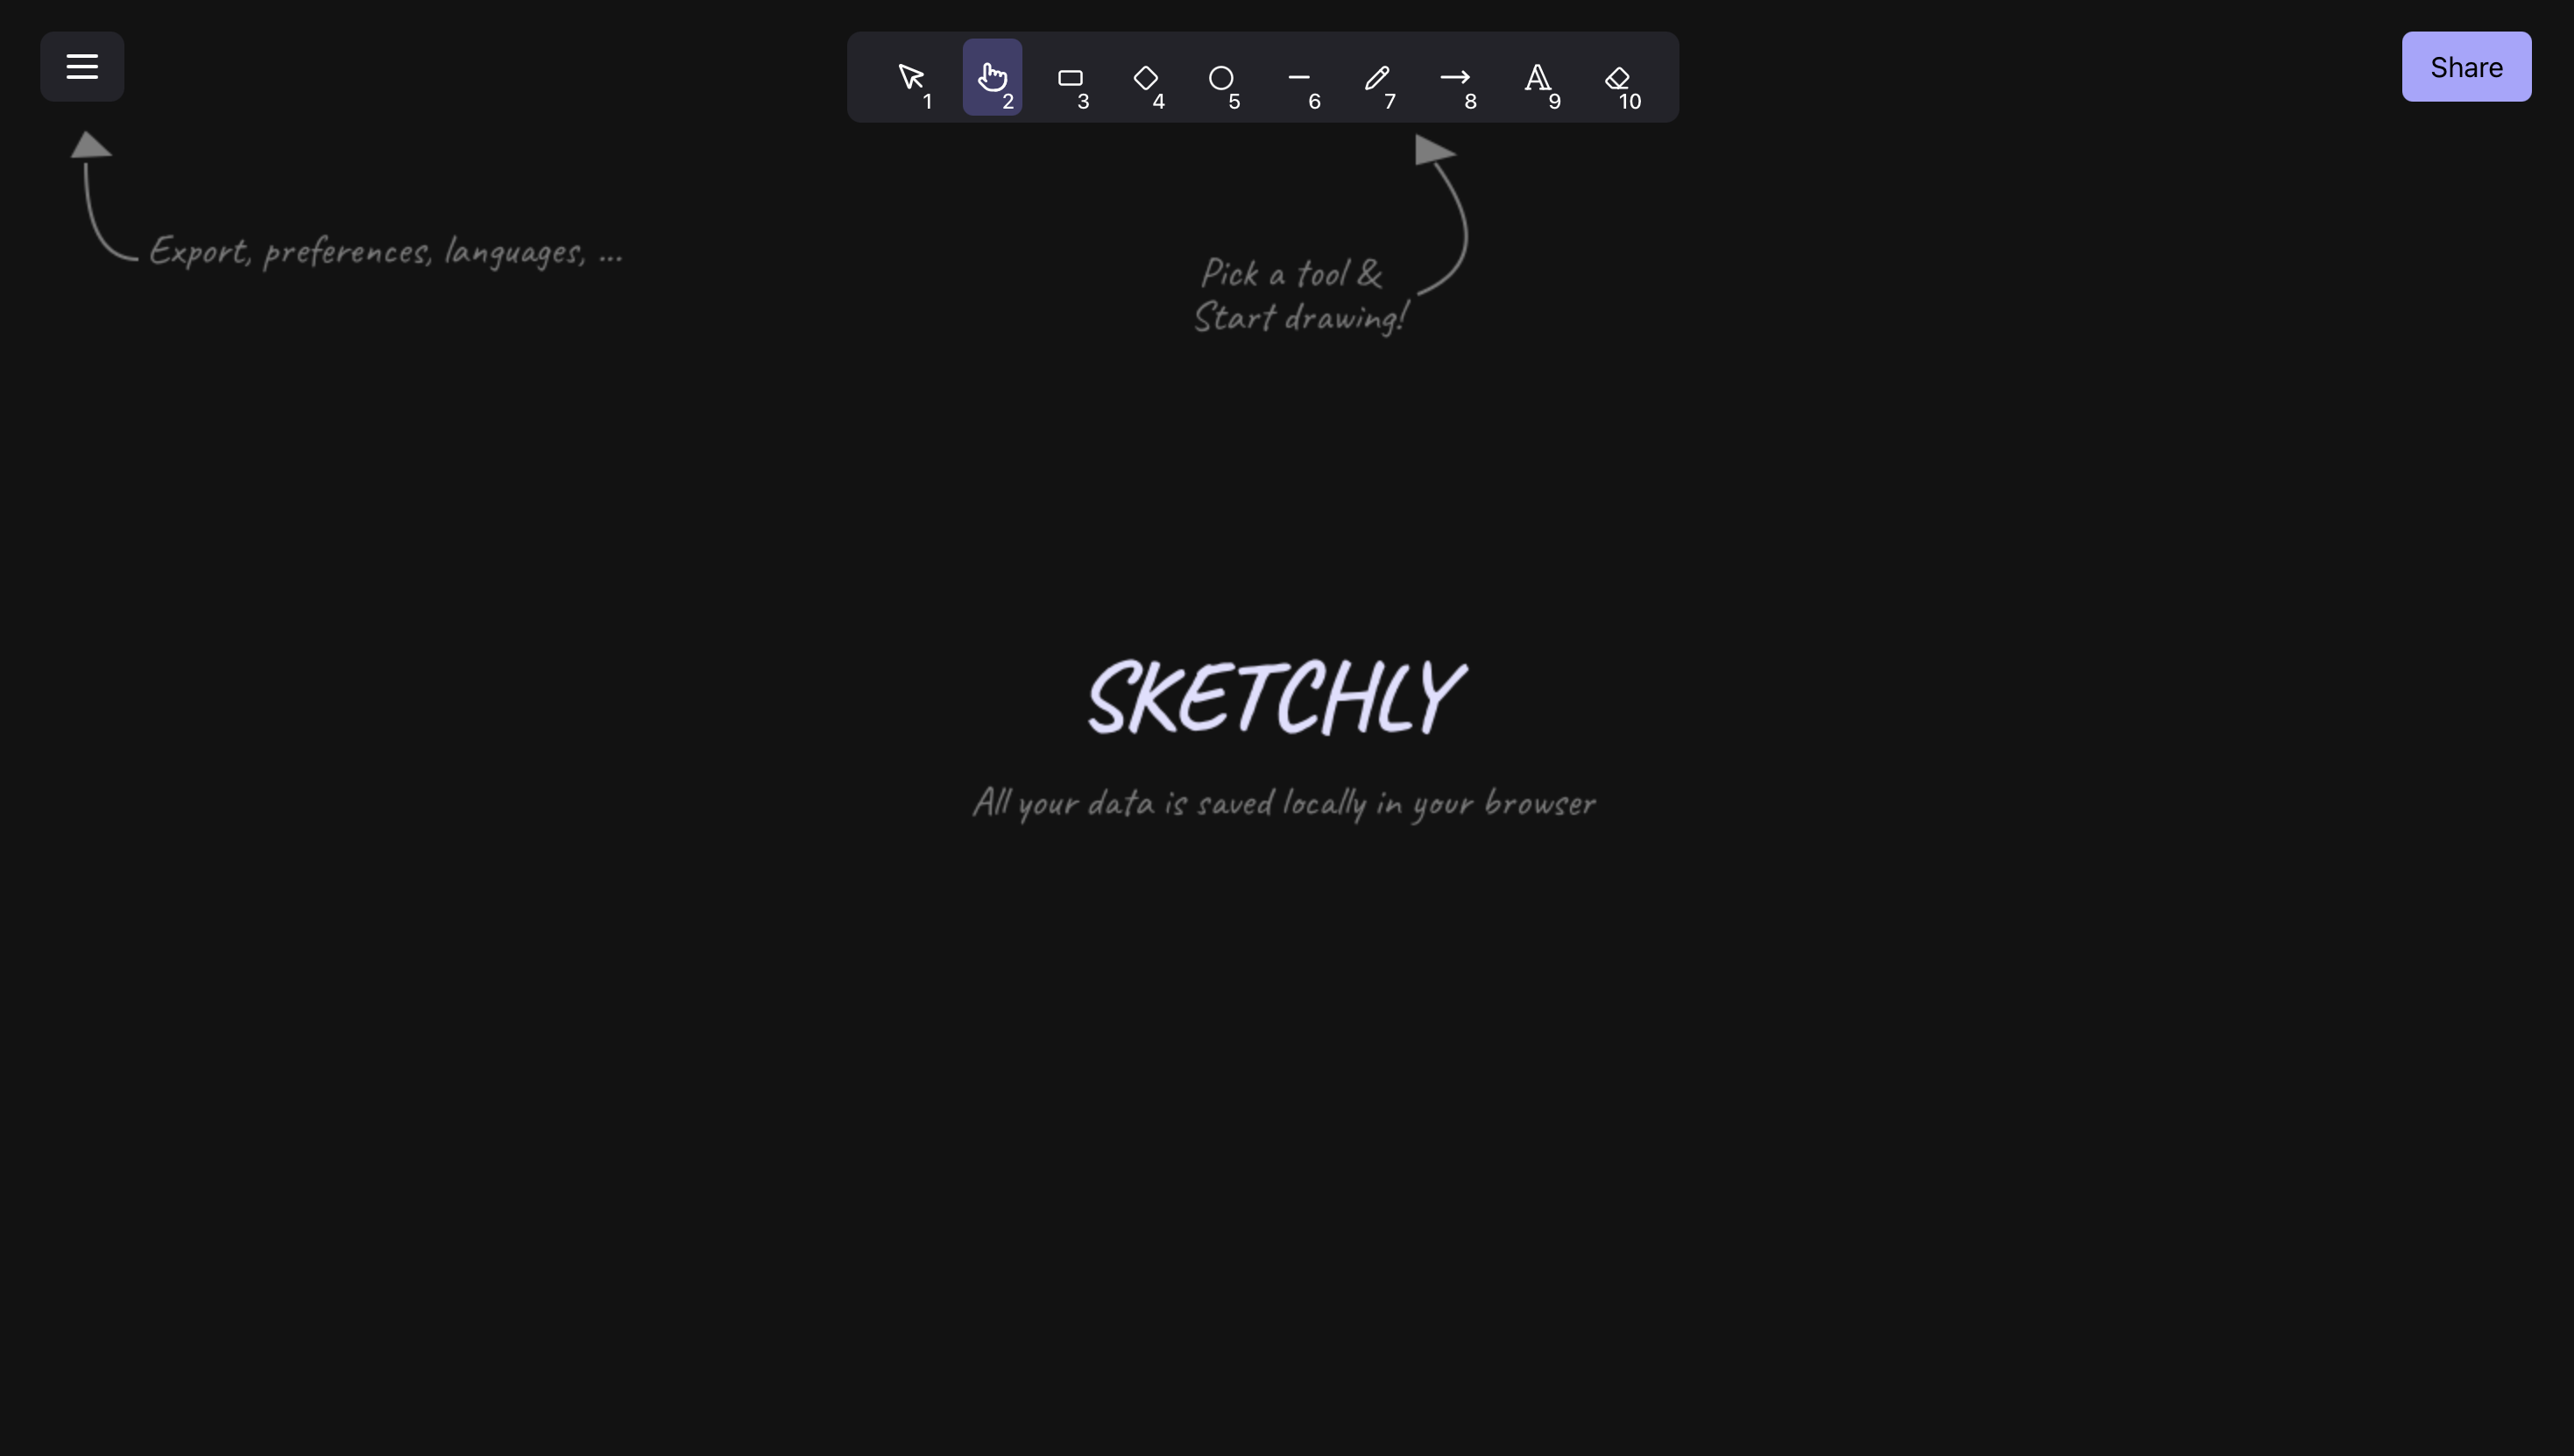 1 2 3 4 5 6 7 8 9 10
Share
Export, preferences, languages, ...
Pick a tool &
Start drawing!
SKETCHLY
All your data is saved locally in your browser